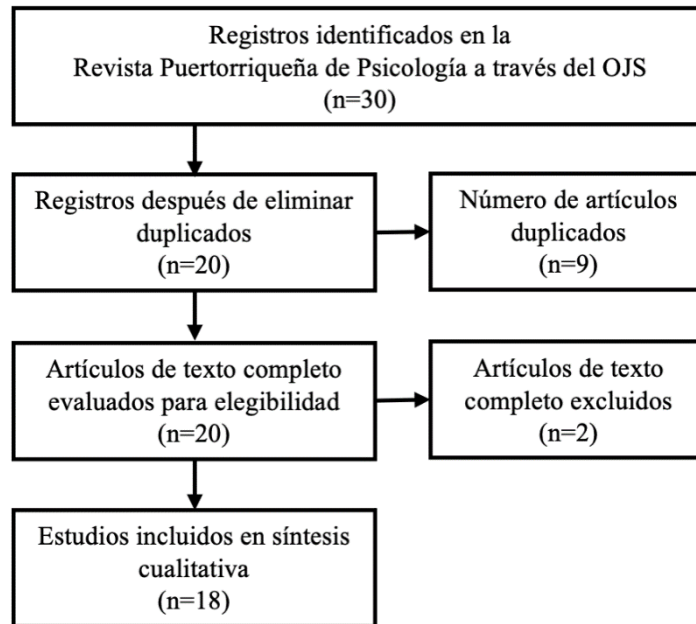 Registros identificados en la
Revista Puertorriqueña de Psicología a través del OJS
(n=30)
Registros después de eliminar
duplicados
(n=20)
Número de artículos
duplicados
(n=9)
Artículos de texto completo
evaluados para elegibilidad
(n=20)
Artículos de texto
completo excluidos
(n=2)
Estudios incluidos en síntesis
cualitativa
(n=18)